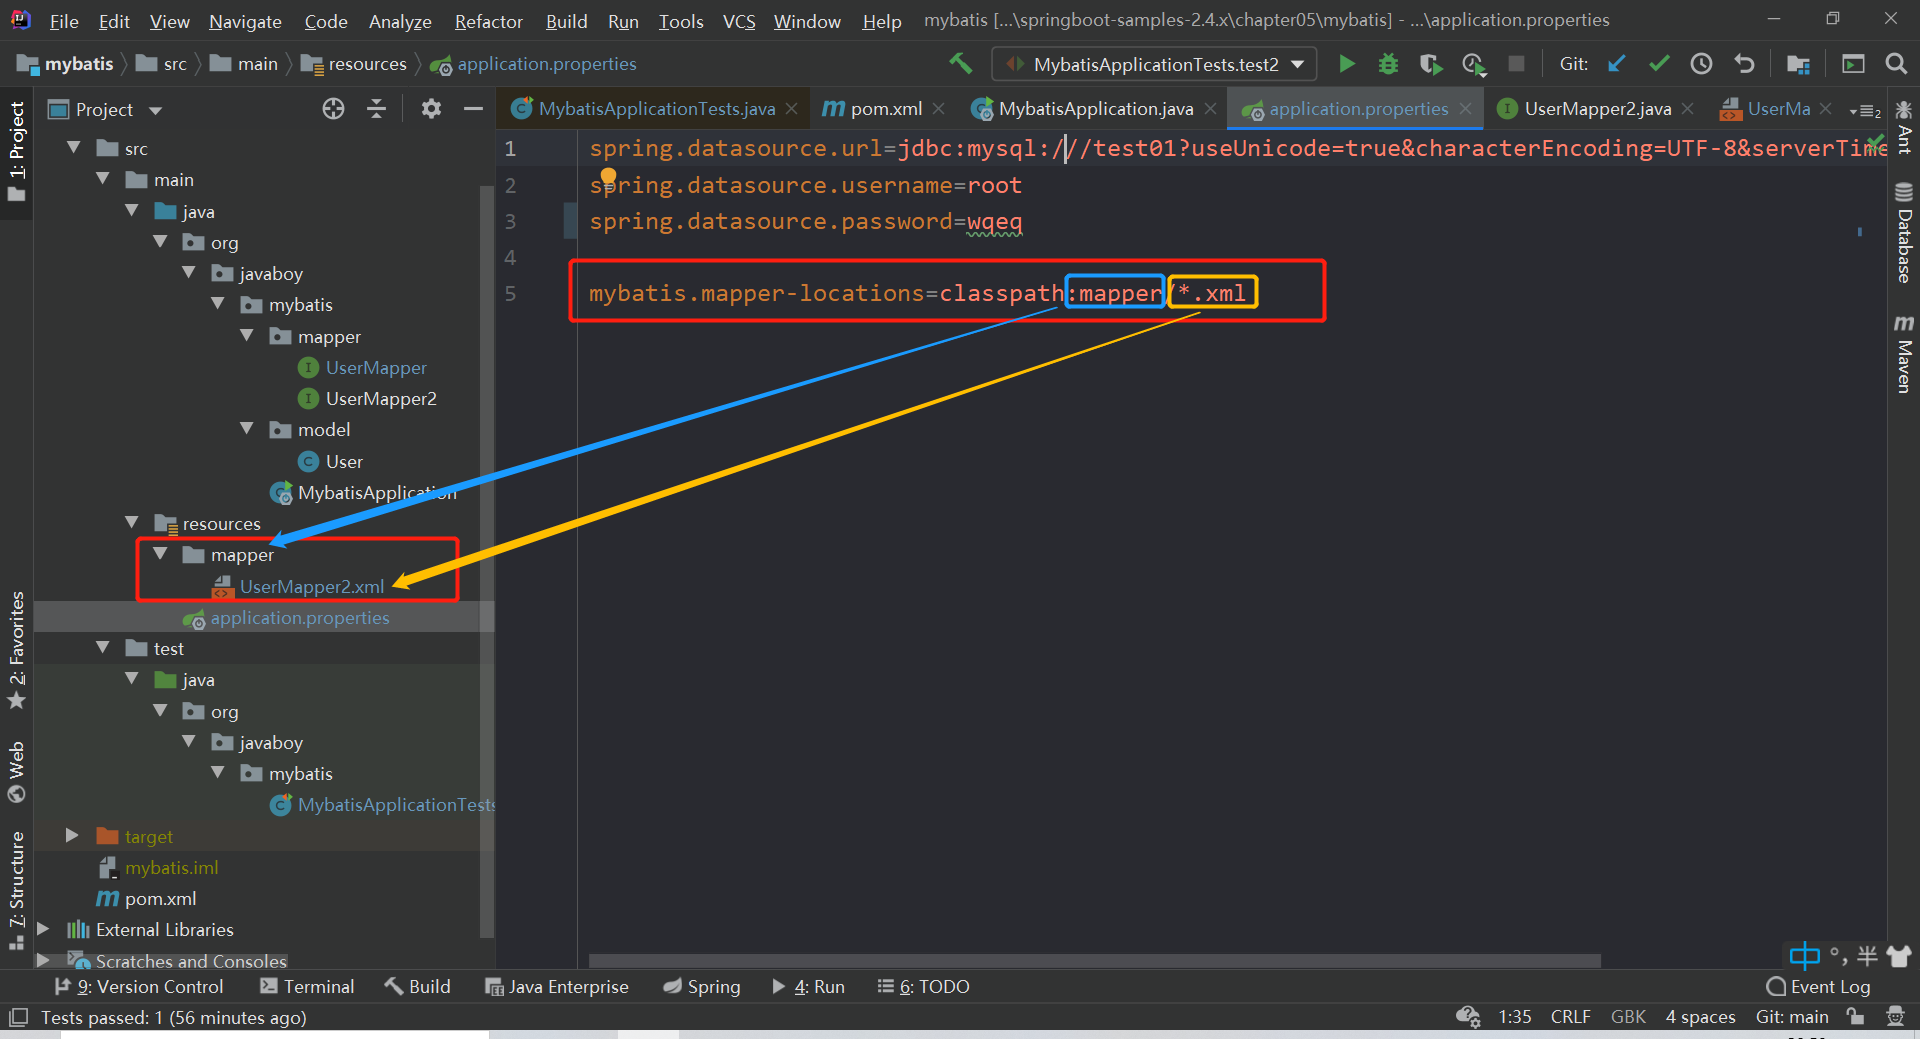 File Edit View Navigate Code Analyze Refactor Build Run Tools VCS Window Help mybatis [...\springboot-samples-2.4.x\chapter05\mybatis] - ...\application.properties
mybatis src main resources application.properties MybatisApplicationTests.test2 Git:
1: Project
Project
MybatisApplicationTests.java pom.xml MybatisApplication.java application.properties UserMapper2.java UserMa
src
main
java
org
javaboy
mybatis
mapper
UserMapper
UserMapper2
model
User
MybatisApplication
resources
mapper
UserMapper2.xml
application.properties
test
java
org
javaboy
mybatis
MybatisApplicationTests
target
mybatis.iml
pom.xml
External Libraries
Scratches and Consoles
1 spring.datasource.url=jdbc:mysql:///test01?useUnicode=true&characterEncoding=UTF-8&serverTime
2 spring.datasource.username=root
3 spring.datasource.password=wqeq
4
5 mybatis.mapper-locations=classpath:mapper/*.xml
Ant
Database
Maven
2: Favorites
Web
7: Structure
中 °, 半
9: Version Control Terminal Build Java Enterprise Spring 4: Run 6: TODO Event Log
Tests passed: 1 (56 minutes ago) 1:35 CRLF GBK 4 spaces Git: main